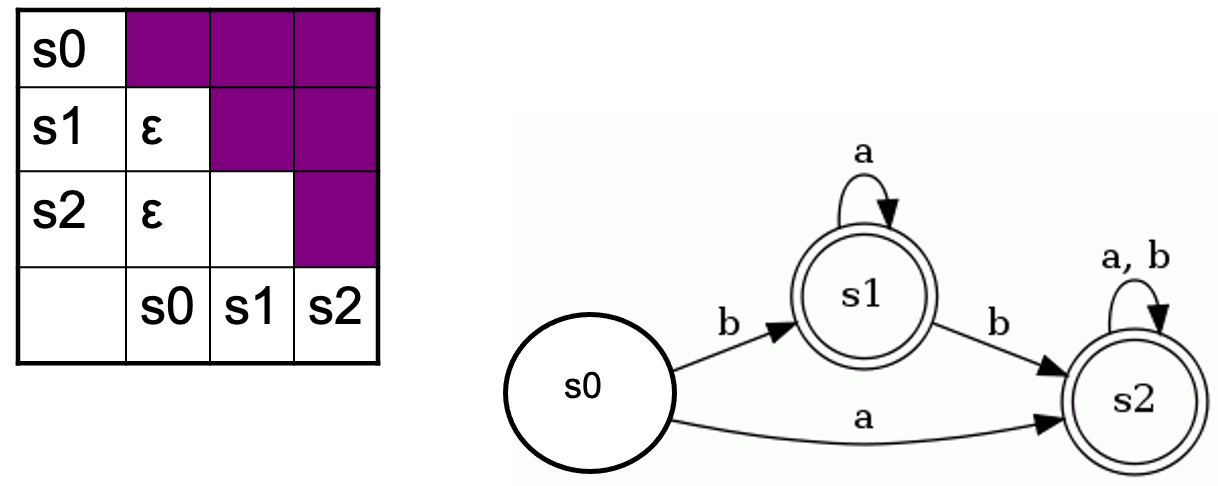 s0
s1 ε
s2 ε
s0 s1 s2
a
s1
a, b
b
b
s0
a
s2